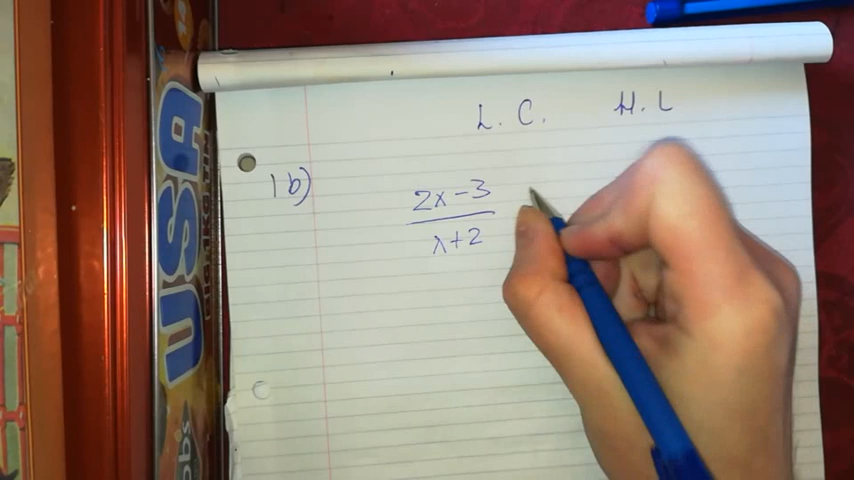 L. C. H. L
1b)
2x-3
x+2
USA